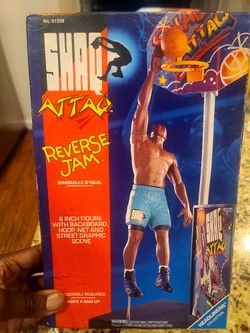 No. 61208
SHAQ
ATTAQ
ATTAQ.
REVERSE
JAM.
SHAQUILLE O'NEAL
6 INCH FIGURE
WITH BACKBOARD,
HOOP, NET AND
STREET GRAPHIC
SCENE
ASSEMBLY REQUIRED
AGES 4 AND UP
SHAQ
ATTAQ